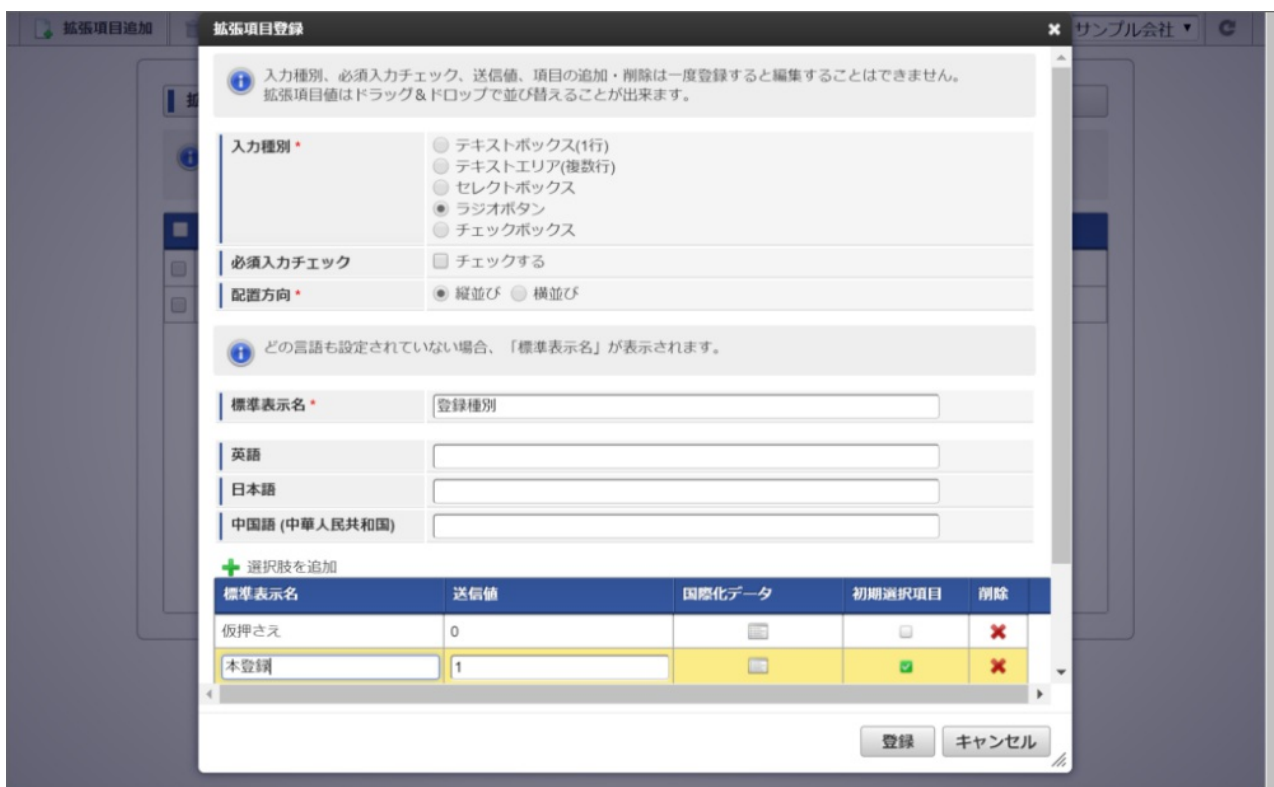 拡張項目追加
サンプル会社
拡張項目登録
入力種別、必須入力チェック、送信値、項目の追加・削除は一度登録すると編集することはできません。
拡張項目値はドラッグ&ドロップで並び替えることが出来ます。
入力種別 *
テキストボックス(1行)
テキストエリア(複数行)
セレクトボックス
ラジオボタン
チェックボックス
必須入力チェック チェックする
配置方向 * 縦並び 横並び
どの言語も設定されていない場合、「標準表示名」が表示されます。
標準表示名 * 登録種別
英語
日本語
中国語 (中華人民共和国)
選択肢を追加
標準表示名 送信値 国際化データ 初期選択項目 削除
仮押さえ 0
本登録 1
登録 キャンセル